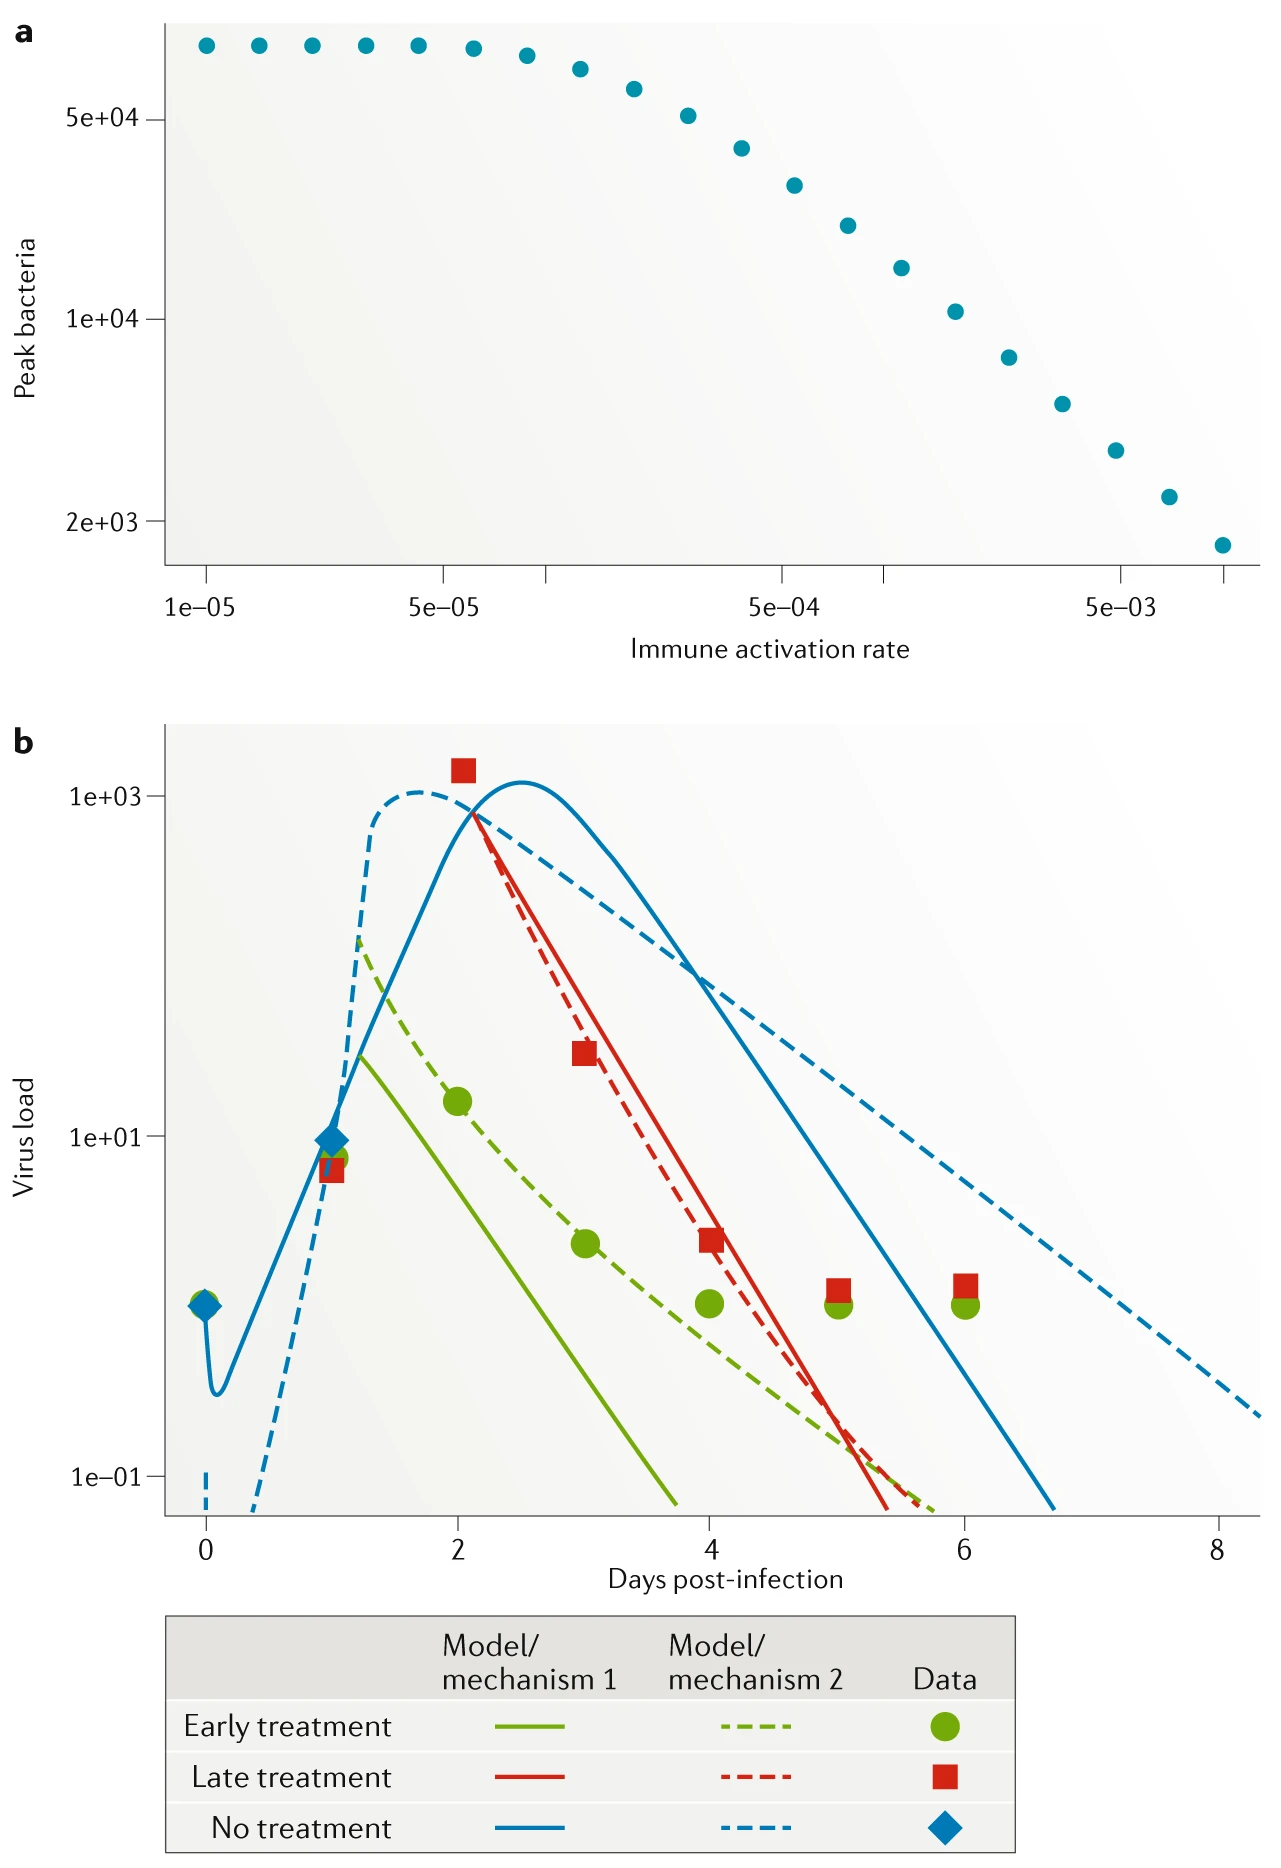 a
5e+04
1e+04
2e+03
Peak bacteria
1e–05
5e–05
5e–04
5e–03
Immune activation rate
b
1e+03
1e+01
1e–01
Virus load
0
2
4
6
8
Days post-infection
Model/
mechanism 1
Model/
mechanism 2
Data
Early treatment
Late treatment
No treatment